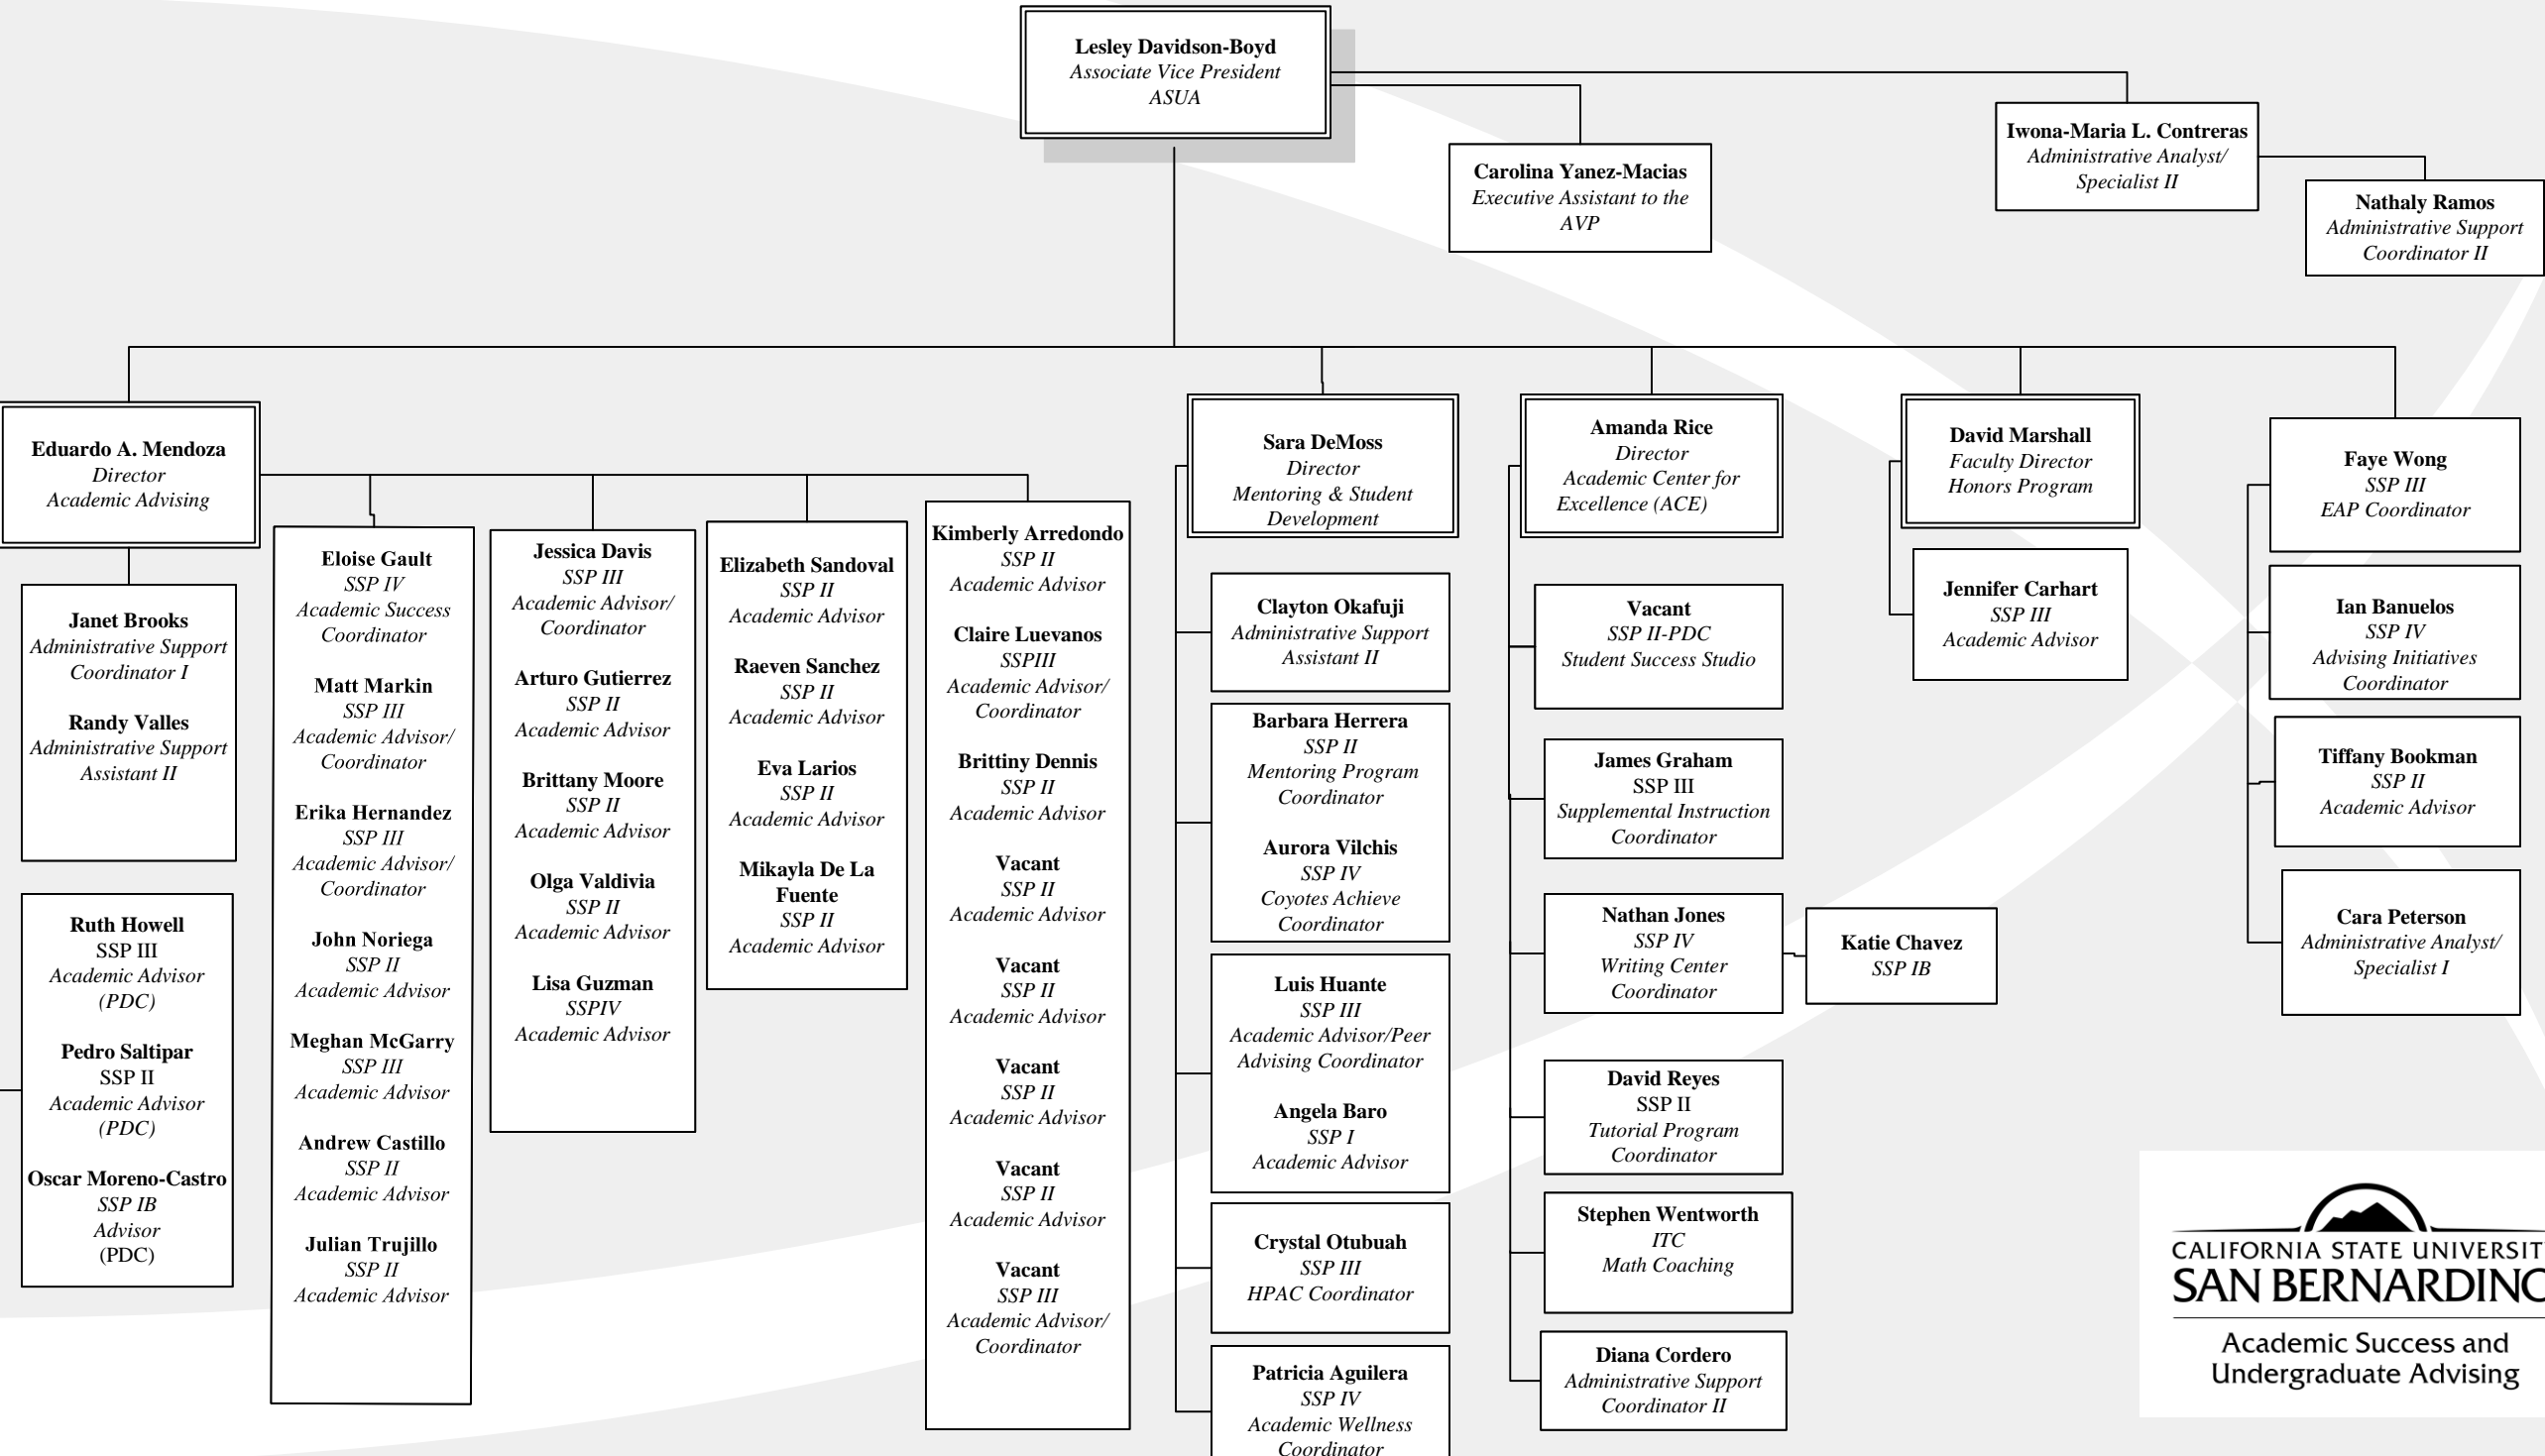 Lesley Davidson-Boyd
Associate Vice President
ASUA
Carolina Yanez-Macias
Executive Assistant to the
AVP
Iwona-Maria L. Contreras
Administrative Analyst/
Specialist II
Nathaly Ramos
Administrative Support
Coordinator II
Eduardo A. Mendoza
Director
Academic Advising
Janet Brooks
Administrative Support
Coordinator I
Randy Valles
Administrative Support
Assistant II
Ruth Howell
SSP III
Academic Advisor
(PDC)
Pedro Saltipar
SSP II
Academic Advisor
(PDC)
Oscar Moreno-Castro
SSP IB
Advisor
(PDC)
Eloise Gault
SSP IV
Academic Success
Coordinator
Matt Markin
SSP III
Academic Advisor/
Coordinator
Erika Hernandez
SSP III
Academic Advisor/
Coordinator
John Noriega
SSP II
Academic Advisor
Meghan McGarry
SSP III
Academic Advisor
Andrew Castillo
SSP II
Academic Advisor
Julian Trujillo
SSP II
Academic Advisor
Jessica Davis
SSP III
Academic Advisor/
Coordinator
Arturo Gutierrez
SSP II
Academic Advisor
Brittany Moore
SSP II
Academic Advisor
Olga Valdivia
SSP II
Academic Advisor
Lisa Guzman
SSPIV
Academic Advisor
Elizabeth Sandoval
SSP II
Academic Advisor
Raeven Sanchez
SSP II
Academic Advisor
Eva Larios
SSP II
Academic Advisor
Mikayla De La
Fuente
SSP II
Academic Advisor
Kimberly Arredondo
SSP II
Academic Advisor
Claire Luevanos
SSPIII
Academic Advisor/
Coordinator
Brittiny Dennis
SSP II
Academic Advisor
Vacant
SSP II
Academic Advisor
Vacant
SSP II
Academic Advisor
Vacant
SSP II
Academic Advisor
Vacant
SSP II
Academic Advisor
Vacant
SSP III
Academic Advisor/
Coordinator
Sara DeMoss
Director
Mentoring & Student
Development
Clayton Okafuji
Administrative Support
Assistant II
Barbara Herrera
SSP II
Mentoring Program
Coordinator
Aurora Vilchis
SSP IV
Coyotes Achieve
Coordinator
Luis Huante
SSP III
Academic Advisor/Peer
Advising Coordinator
Angela Baro
SSP I
Academic Advisor
Crystal Otubuah
SSP III
HPAC Coordinator
Patricia Aguilera
SSP IV
Academic Wellness
Coordinator
Amanda Rice
Director
Academic Center for
Excellence (ACE)
Vacant
SSP II-PDC
Student Success Studio
James Graham
SSP III
Supplemental Instruction
Coordinator
Nathan Jones
SSP IV
Writing Center
Coordinator
Katie Chavez
SSP IB
David Reyes
SSP II
Tutorial Program
Coordinator
Stephen Wentworth
ITC
Math Coaching
Diana Cordero
Administrative Support
Coordinator II
David Marshall
Faculty Director
Honors Program
Jennifer Carhart
SSP III
Academic Advisor
Faye Wong
SSP III
EAP Coordinator
Ian Banuelos
SSP IV
Advising Initiatives
Coordinator
Tiffany Bookman
SSP II
Academic Advisor
Cara Peterson
Administrative Analyst/
Specialist I
CALIFORNIA STATE UNIVERSIT
SAN BERNARDINO
Academic Success and
Undergraduate Advising